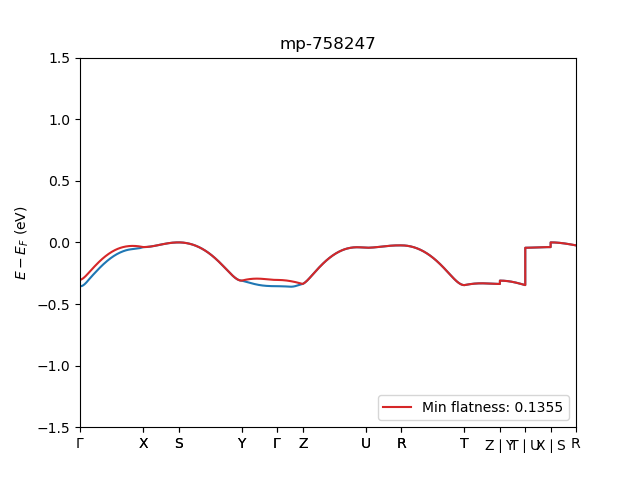 mp-758247
E − E_F (eV)
1.5
1.0
0.5
0.0
−0.5
−1.0
−1.5
Min flatness: 0.1355
Γ X S Y Γ Z U R T Z | Y T | U X | S R